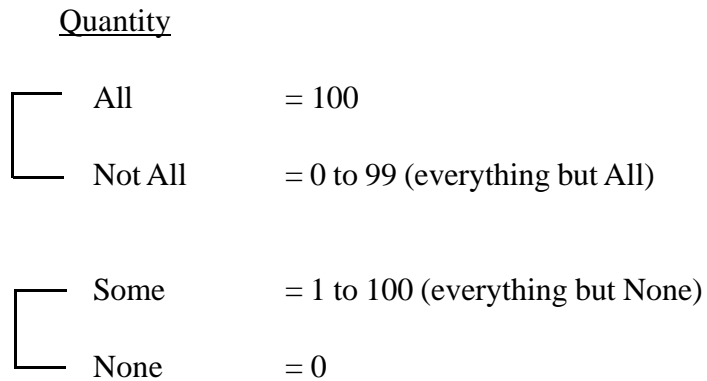 Quantity
All = 100
Not All = 0 to 99 (everything but All)
Some = 1 to 100 (everything but None)
None = 0